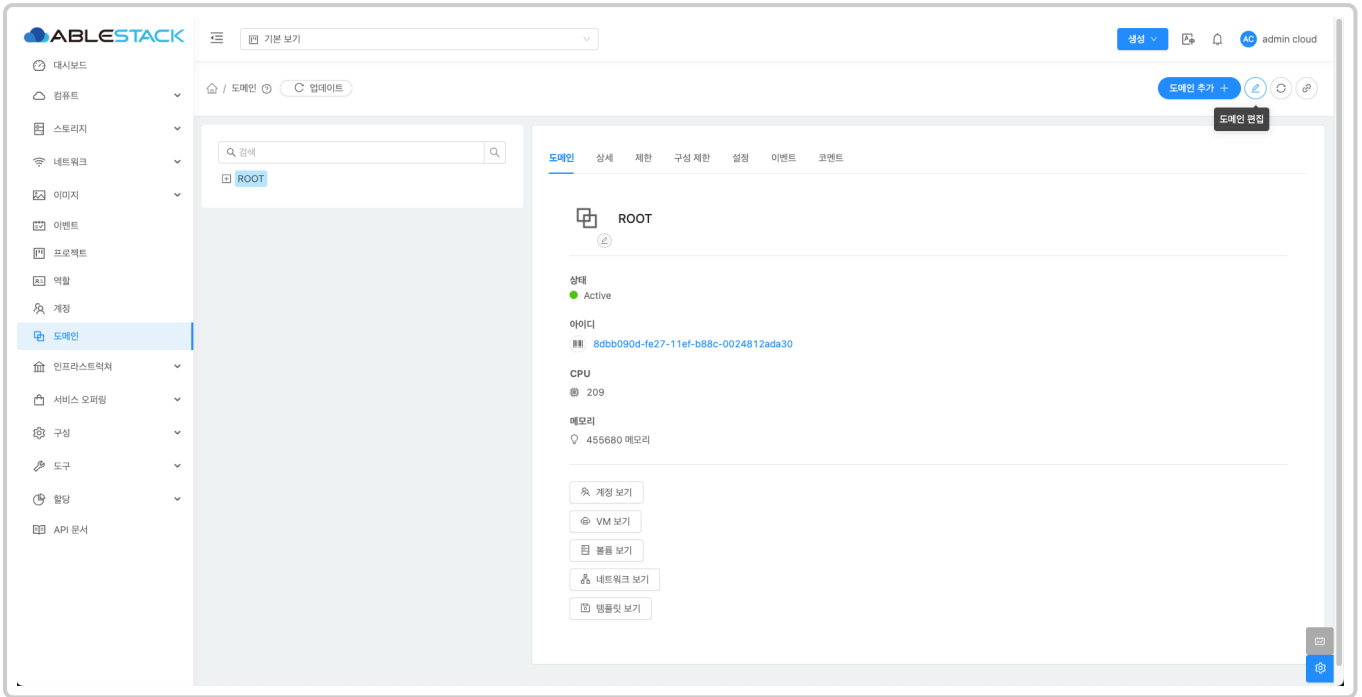 ABLESTACK
기본 보기
생성
AC
admin cloud
대시보드
컴퓨트
스토리지
네트워크
이미지
이벤트
프로젝트
역할
계정
도메인
인프라스트럭쳐
서비스 오퍼링
구성
도구
할당
API 문서
/ 도메인
업데이트
도메인 추가 +
도메인 편집
검색
ROOT
도메인 상세 제한 구성 제한 설정 이벤트 코멘트
ROOT
상태
Active
아이디
8dbb090d-fe27-11ef-b88c-0024812ada30
CPU
209
메모리
455680 메모리
계정 보기
VM 보기
볼륨 보기
네트워크 보기
템플릿 보기